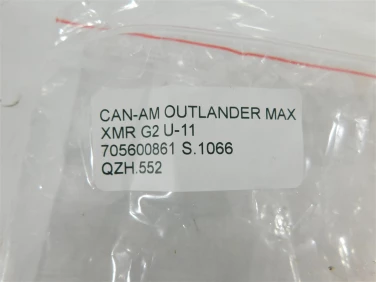 CAN-AM OUTLANDER MAX
XMR G2 U-11
705600861 S.1066
QZH.552